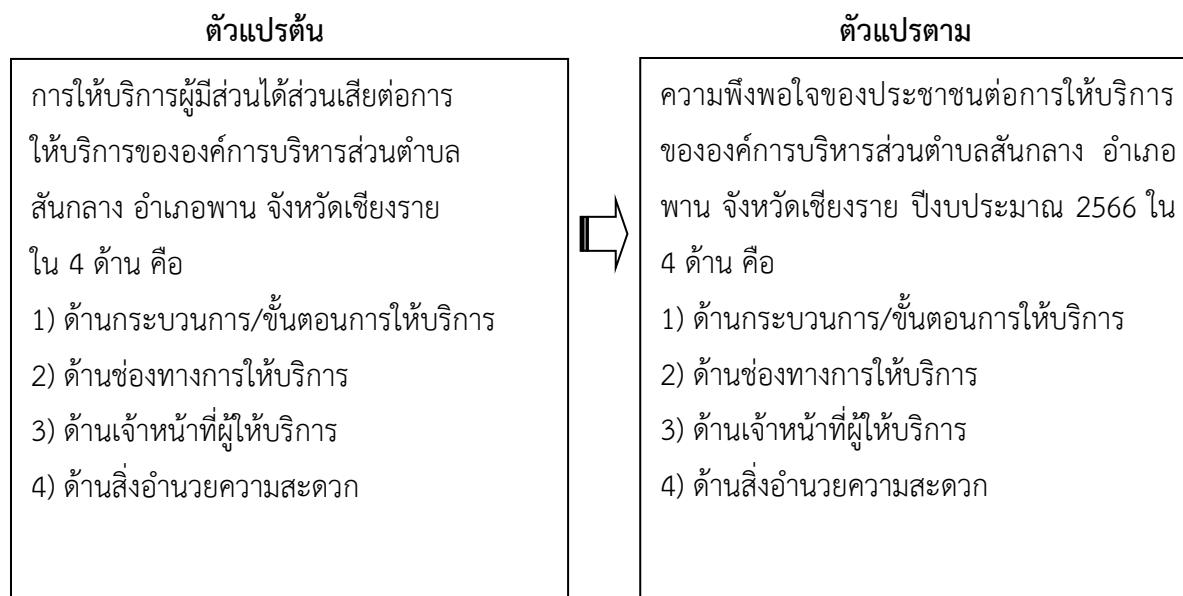 ตัวแปรต้น
การให้บริการผู้มีส่วนได้ส่วนเสียต่อการ
ให้บริการขององค์การบริหารส่วนตำบล
สันกลาง อำเภอพาน จังหวัดเชียงราย
ใน 4 ด้าน คือ
1) ด้านกระบวนการ/ขั้นตอนการให้บริการ
2) ด้านช่องทางการให้บริการ
3) ด้านเจ้าหน้าที่ผู้ให้บริการ
4) ด้านสิ่งอำนวยความสะดวก
ตัวแปรตาม
ความพึงพอใจของประชาชนต่อการให้บริการ
ขององค์การบริหารส่วนตำบลสันกลาง อำเภอ
พาน จังหวัดเชียงราย ปีงบประมาณ 2566 ใน
4 ด้าน คือ
1) ด้านกระบวนการ/ขั้นตอนการให้บริการ
2) ด้านช่องทางการให้บริการ
3) ด้านเจ้าหน้าที่ผู้ให้บริการ
4) ด้านสิ่งอำนวยความสะดวก